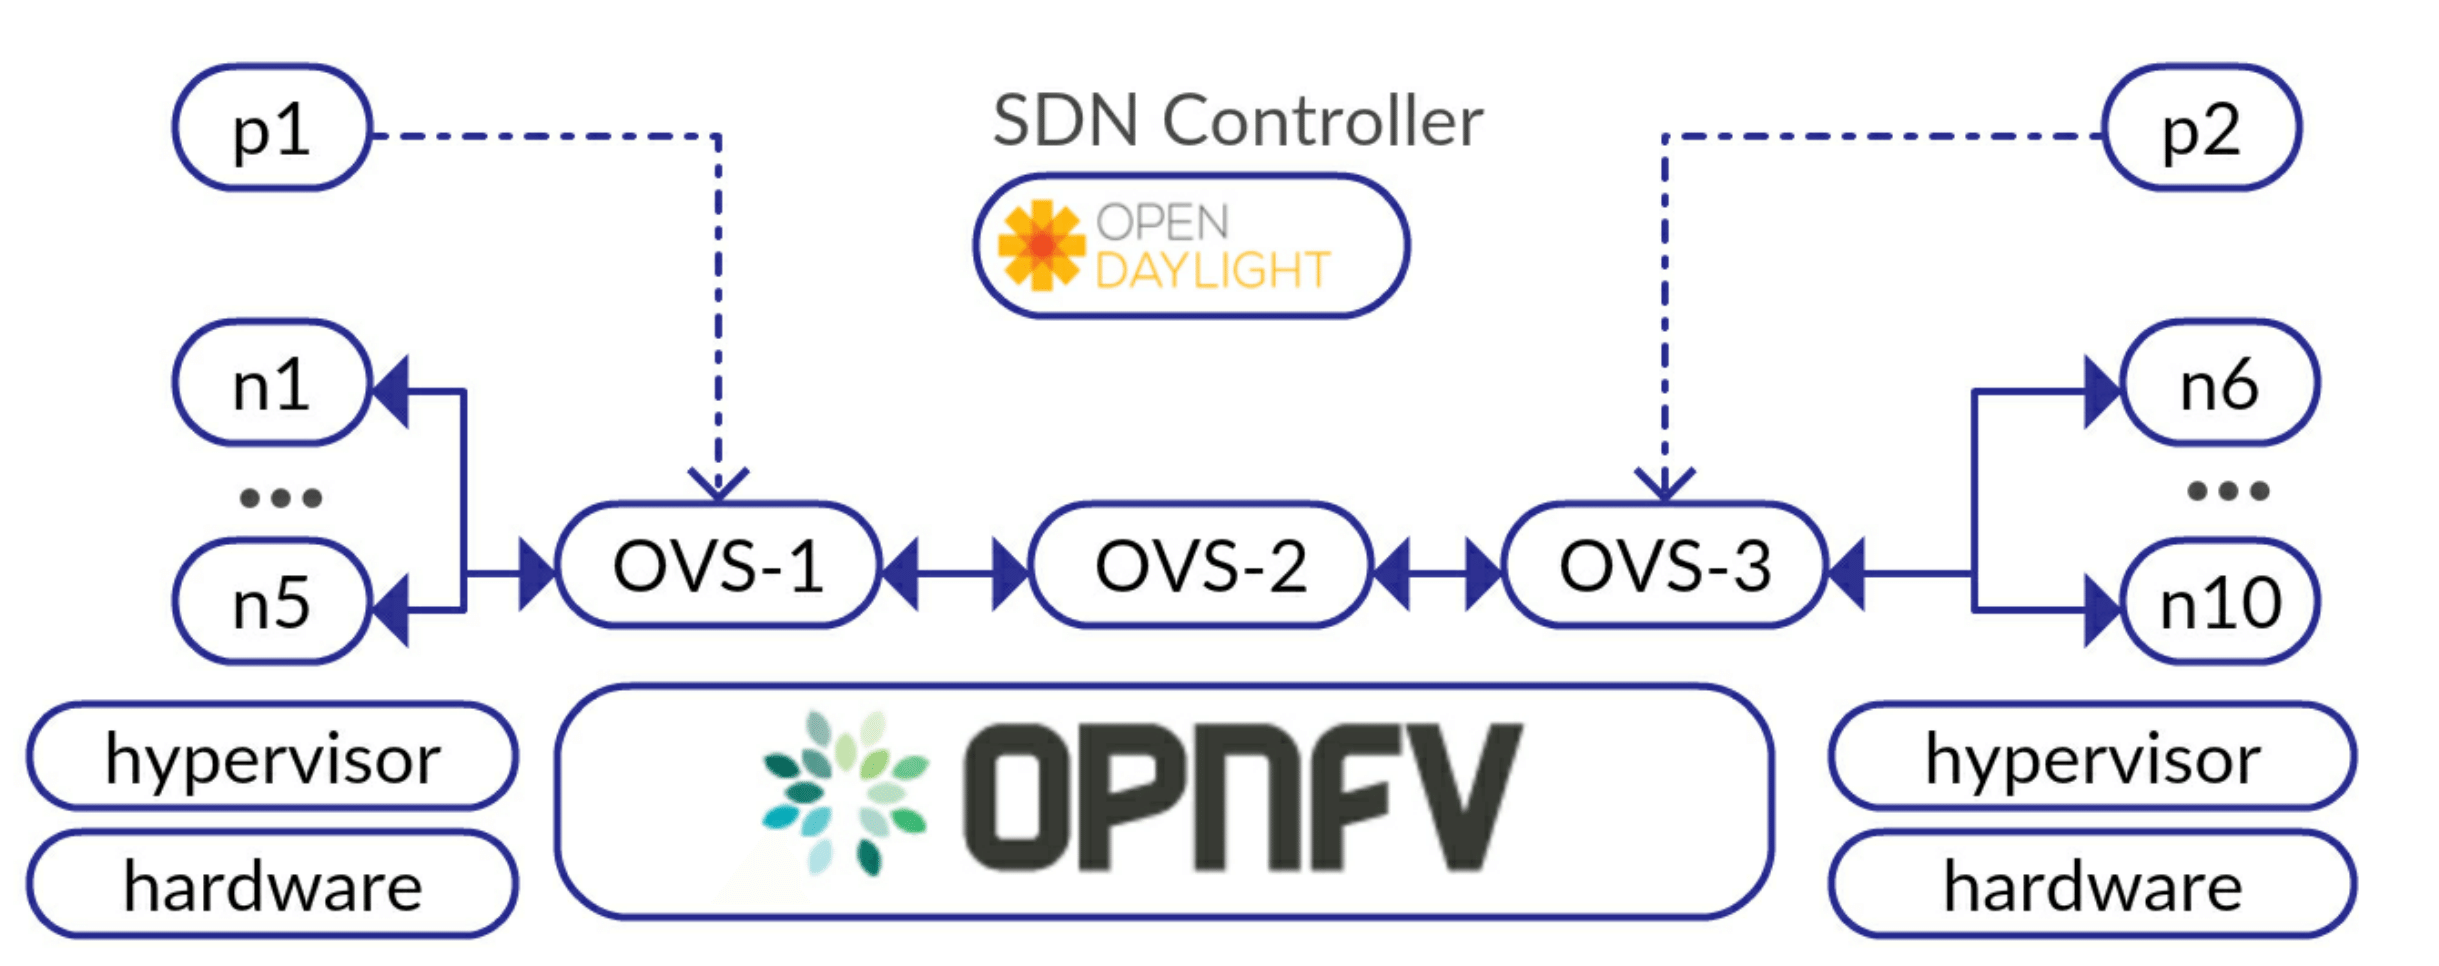 p1
SDN Controller
p2
OPEN
DAYLIGHT
n1
n6
...
...
OVS-1
OVS-2
OVS-3
n5
n10
hypervisor
OPNFV
hypervisor
hardware
hardware